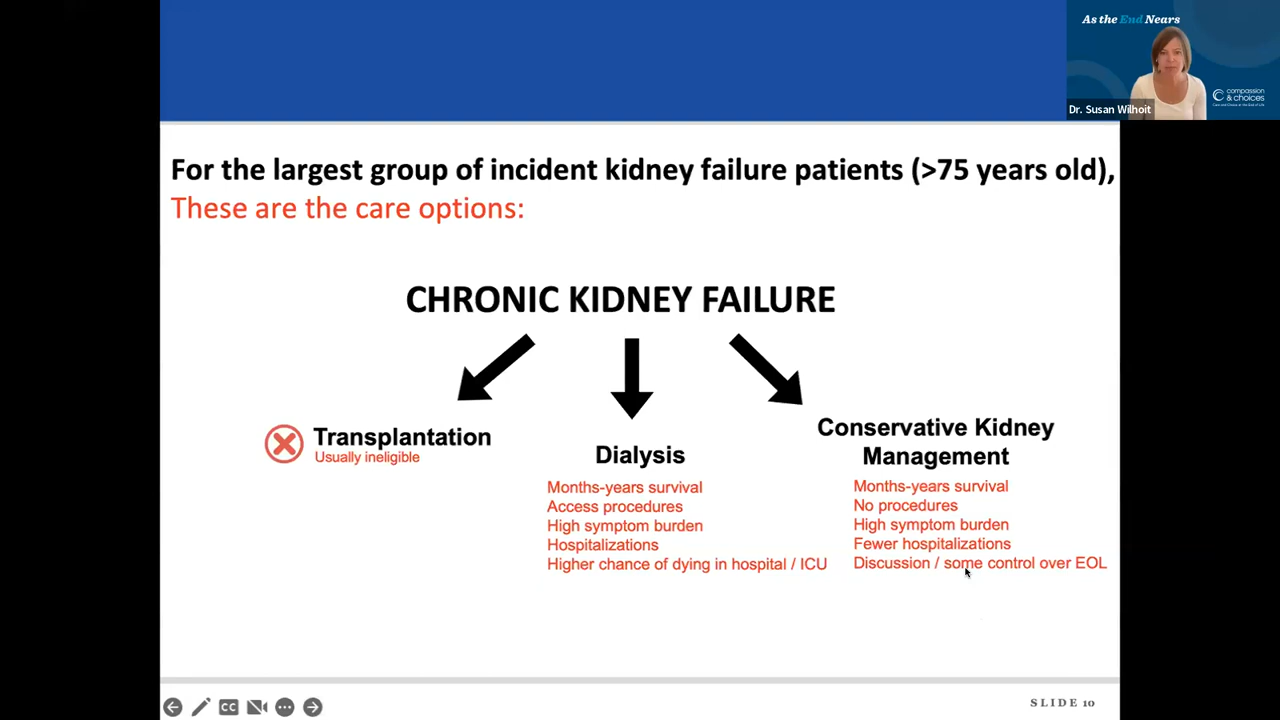 As the End Nears
compassion
& choices
Dr. Susan Wilhoit
For the largest group of incident kidney failure patients (>75 years old),
These are the care options:
CHRONIC KIDNEY FAILURE
Transplantation
Usually ineligible
Dialysis
Months-years survival
Access procedures
High symptom burden
Hospitalizations
Higher chance of dying in hospital / ICU
Conservative Kidney
Management
Months-years survival
No procedures
High symptom burden
Fewer hospitalizations
Discussion / some control over EOL
CC
SLIDE 10